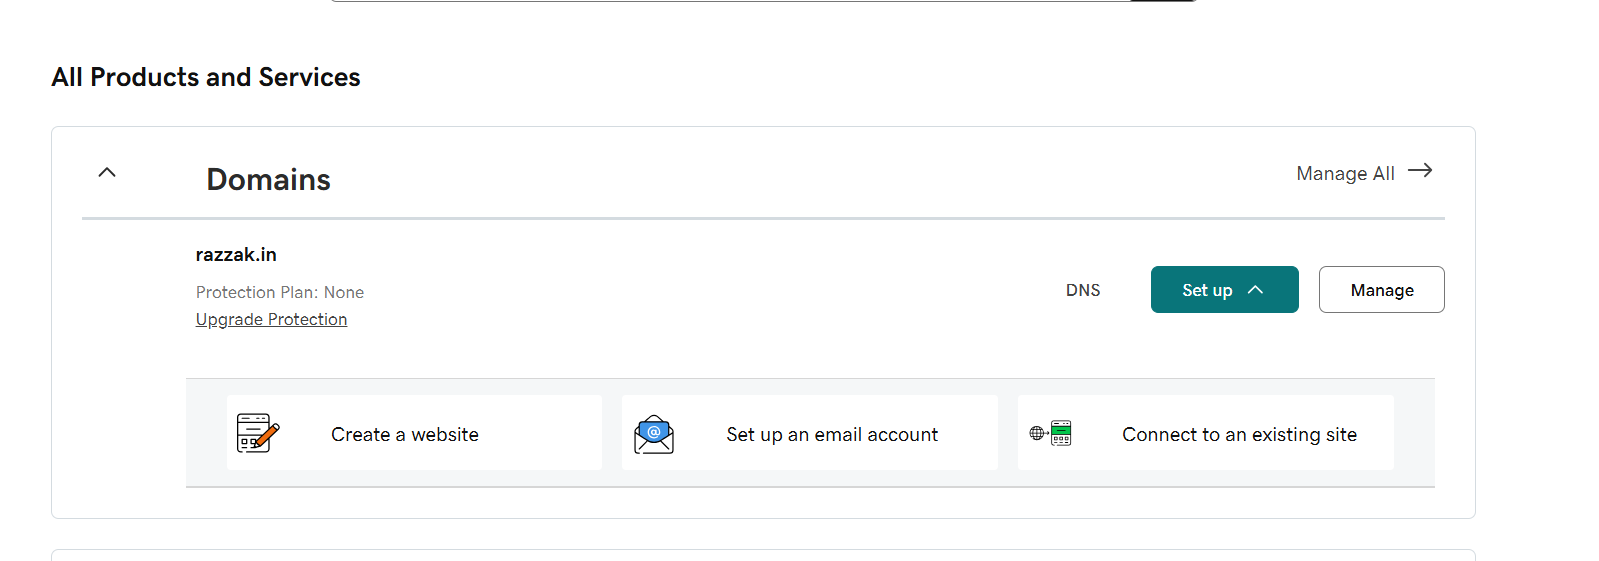 All Products and Services
Domains
Manage All
razzak.in
Protection Plan: None
Upgrade Protection
DNS
Set up
Manage
Create a website
@
Set up an email account
Connect to an existing site